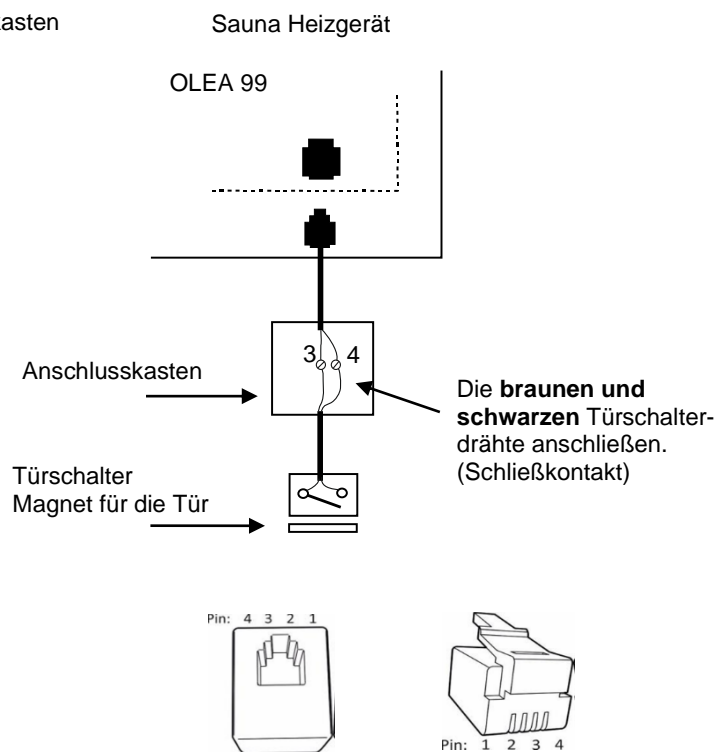 kasten
Sauna Heizgerät
OLEA 99
3 4
Anschlusskasten
Die braunen und
schwarzen Türschalter-
drähte anschließen.
(Schließkontakt)
Türschalter
Magnet für die Tür
Pin: 4 3 2 1
Pin: 1 2 3 4